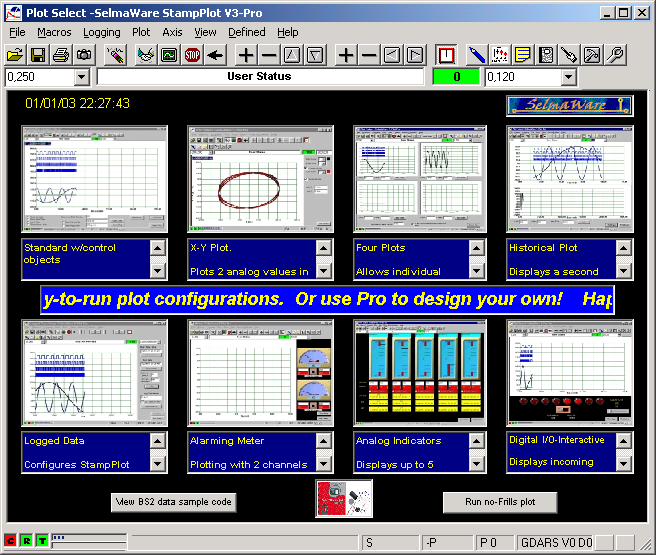 Plot Select -SelmaWare StampPlot V3-Pro
File Macros Logging Plot Axis View Defined Help
STOP
0,250 User Status 0 0,120
01/01/03 22:27:43
SelmaWare
Standard w/control objects
X-Y Plot.
Plots 2 analog values in
Four Plots
Allows individual
Historical Plot
Displays a second
y-to-run plot configurations. Or use Pro to design your own! Hap
Logged Data
Configures StampPlot
Alarming Meter
Plotting with 2 channels
Analog Indicators
Displays up to 5
Digital I/O-Interactive
Displays incoming
View BS2 data sample code
Run no-Frills plot
C R T S -P P 0 GDARS V0 D0